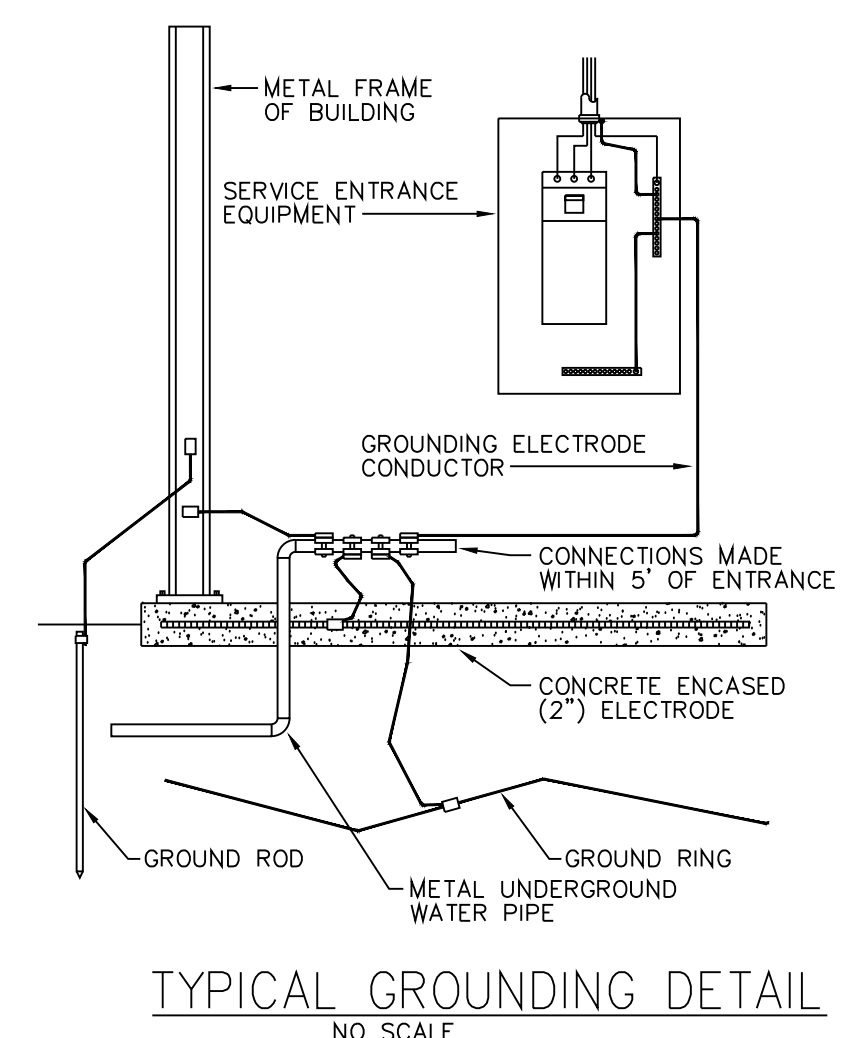 METAL FRAME
OF BUILDING
SERVICE ENTRANCE
EQUIPMENT
GROUNDING ELECTRODE
CONDUCTOR
CONNECTIONS MADE
WITHIN 5' OF ENTRANCE
CONCRETE ENCASED
(2") ELECTRODE
GROUND ROD
GROUND RING
METAL UNDERGROUND
WATER PIPE
TYPICAL GROUNDING DETAIL
NO SCALE